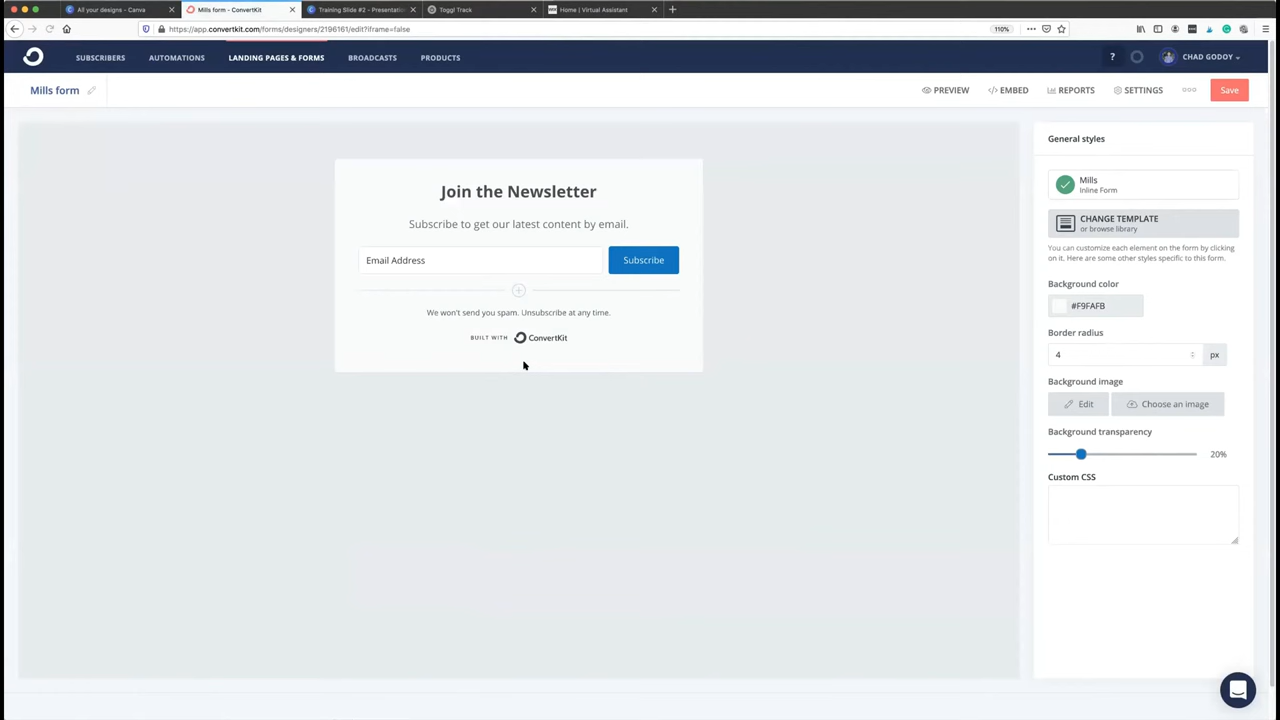 All your designs - Canva
Mills form - ConvertKit
Training Slide #2 - Presentatio
Toggl Track
Home | Virtual Assistant
https://app.convertkit.com/forms/designers/2196161/edit?iframe=false
110%
SUBSCRIBERS
AUTOMATIONS
LANDING PAGES & FORMS
BROADCASTS
PRODUCTS
?
CHAD GODOY
Mills form
PREVIEW
</> EMBED
REPORTS
SETTINGS
Save
Join the Newsletter
Subscribe to get our latest content by email.
Email Address
Subscribe
We won't send you spam. Unsubscribe at any time.
BUILT WITH ConvertKit
General styles
Mills
Inline Form
CHANGE TEMPLATE
or browse library
You can customize each element on the form by clicking
on it. Here are some other styles specific to this form.
Background color
#F9FAFB
Border radius
4
px
Background image
Edit
Choose an image
Background transparency
20%
Custom CSS